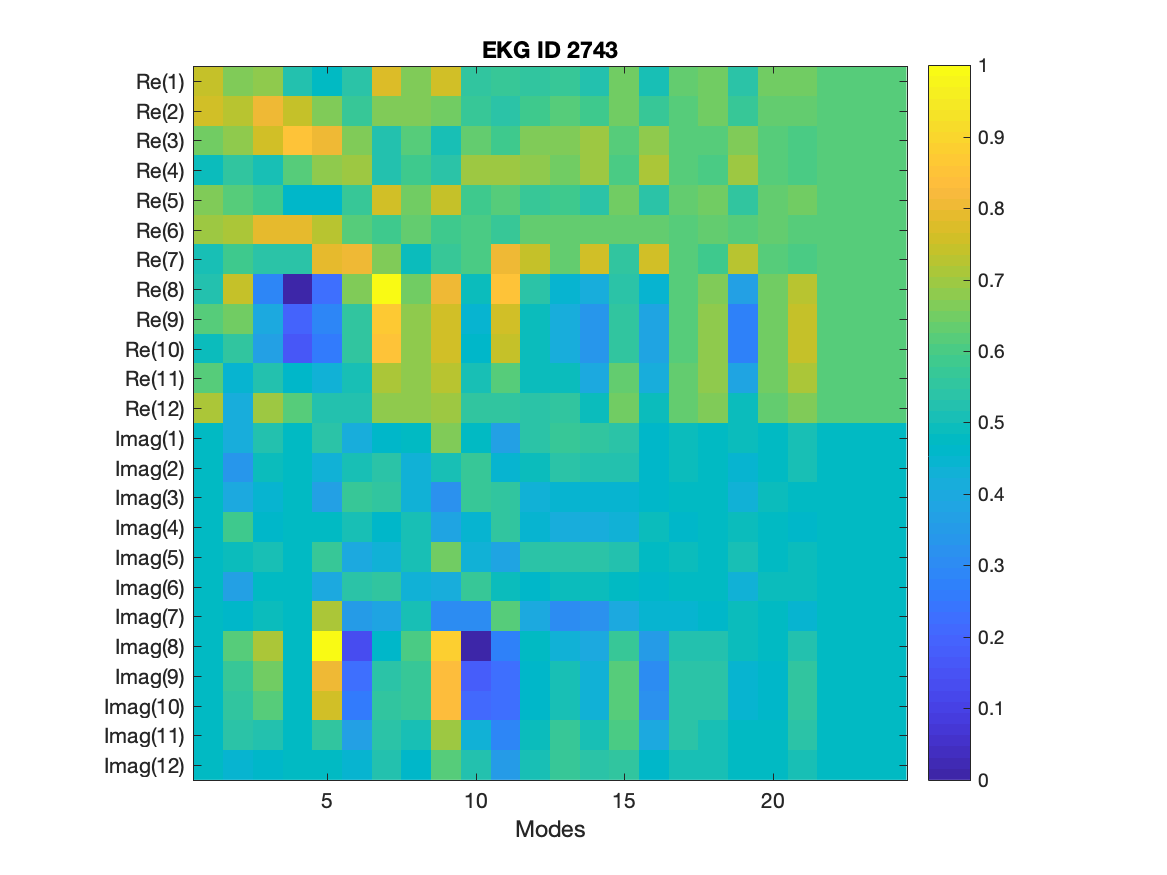 EKG ID 2743
Re(1)
Re(2)
Re(3)
Re(4)
Re(5)
Re(6)
Re(7)
Re(8)
Re(9)
Re(10)
Re(11)
Re(12)
Imag(1)
Imag(2)
Imag(3)
Imag(4)
Imag(5)
Imag(6)
Imag(7)
Imag(8)
Imag(9)
Imag(10)
Imag(11)
Imag(12)
5 10 15 20
Modes
1
0.9
0.8
0.7
0.6
0.5
0.4
0.3
0.2
0.1
0